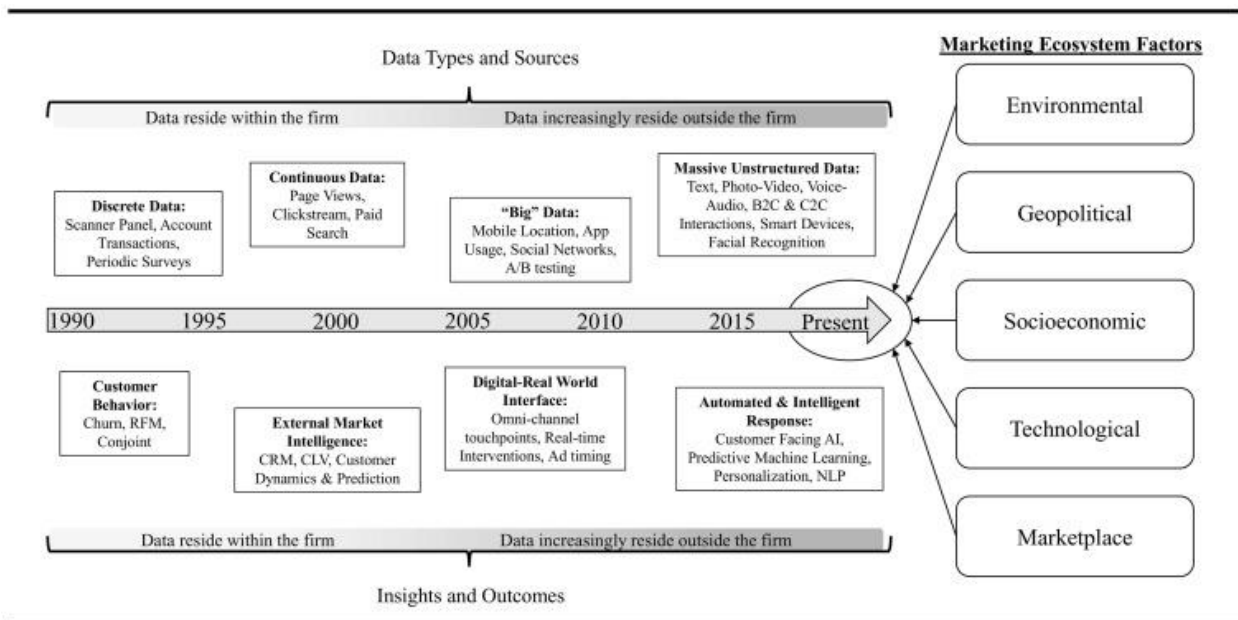 Data Types and Sources
Data reside within the firm
Data increasingly reside outside the firm
Discrete Data:
Scanner Panel, Account
Transactions,
Periodic Surveys
Continuous Data:
Page Views,
Clickstream, Paid
Search
“Big” Data:
Mobile Location, App
Usage, Social Networks,
A/B testing
Massive Unstructured Data:
Text, Photo-Video, Voice-
Audio, B2C & C2C
Interactions, Smart Devices,
Facial Recognition
1990
1995
2000
2005
2010
2015
Present
Customer
Behavior:
Churn, RFM,
Conjoint
External Market
Intelligence:
CRM, CLV, Customer
Dynamics & Prediction
Digital-Real World
Interface:
Omni-channel
touchpoints, Real-time
Interventions, Ad timing
Automated & Intelligent
Response:
Customer Facing AI,
Predictive Machine Learning,
Personalization, NLP
Data reside within the firm
Data increasingly reside outside the firm
Insights and Outcomes
Marketing Ecosystem Factors
Environmental
Geopolitical
Socioeconomic
Technological
Marketplace